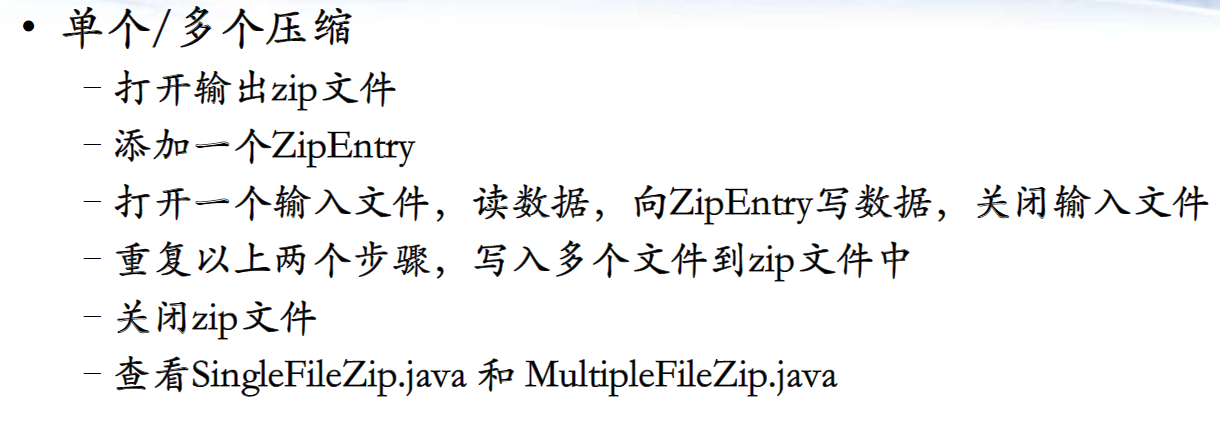 • 单个/多个压缩
– 打开输出zip文件
– 添加一个ZipEntry
– 打开一个输入文件，读数据，向ZipEntry写数据，关闭输入文件
– 重复以上两个步骤，写入多个文件到zip文件中
– 关闭zip文件
– 查看SingleFileZip.java 和 MultipleFileZip.java